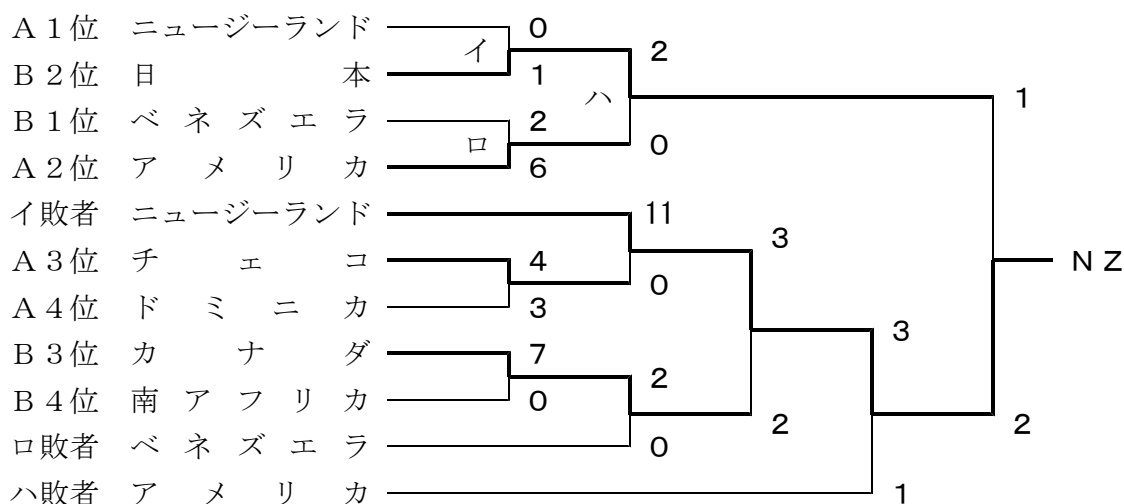 A1位 ニュージーランド 0
イ 2
B2位 日本 1
ハ 1
B1位 ベネズエラ 2
ロ 0
A2位 アメリカ 6
イ敗者 ニュージーランド 11
3
A3位 チェコ 4
0 NZ
A4位 ドミニカ 3
3
B3位 カナダ 7
2
B4位 南アフリカ 0
2 2
ロ敗者 ベネズエラ 0
ハ敗者 アメリカ 1